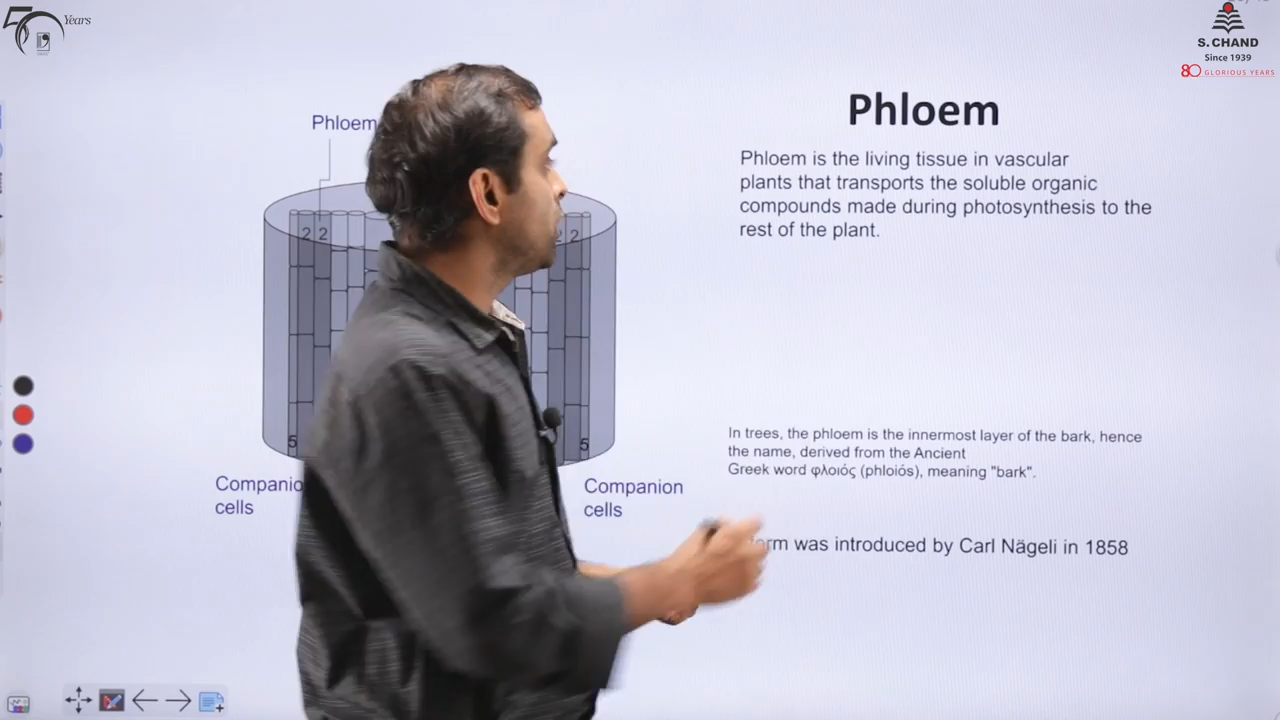 50 Years
S. CHAND
Since 1939
80 GLORIOUS YEARS
Phloem
Phloem
Phloem is the living tissue in vascular
plants that transports the soluble organic
compounds made during photosynthesis to the
rest of the plant.
2 2
2 2
5
5
In trees, the phloem is the innermost layer of the bark, hence
the name, derived from the Ancient
Greek word φλοιός (phloiós), meaning "bark".
Companion
cells
cells
was introduced by Carl Nägeli in 1858